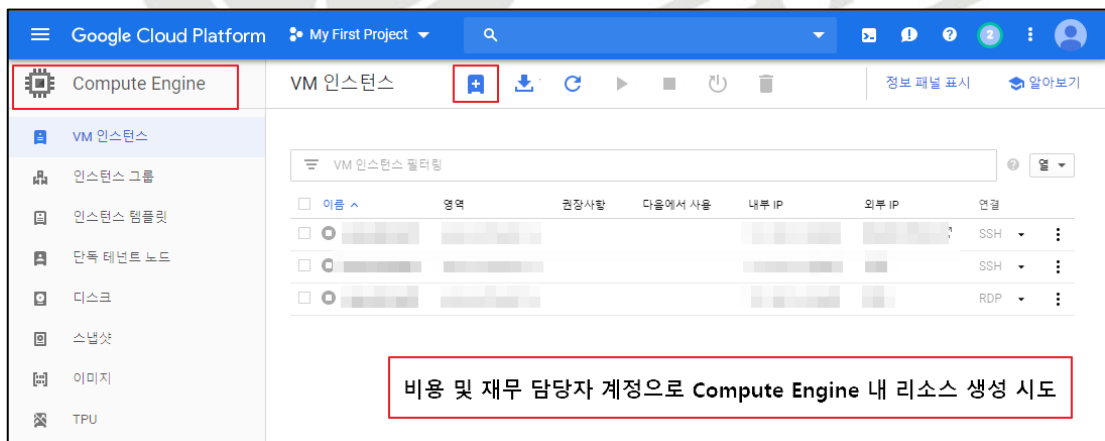 Google Cloud Platform My First Project 2
Compute Engine VM 인스턴스 정보 패널 표시 알아보기
VM 인스턴스
인스턴스 그룹
인스턴스 템플릿
단독 테넌트 노드
디스크
스냅샷
이미지
TPU
VM 인스턴스 필터링 열
이름 영역 권장사항 다음에서 사용 내부 IP 외부 IP 연결
SSH
SSH
RDP
비용 및 재무 담당자 계정으로 Compute Engine 내 리소스 생성 시도